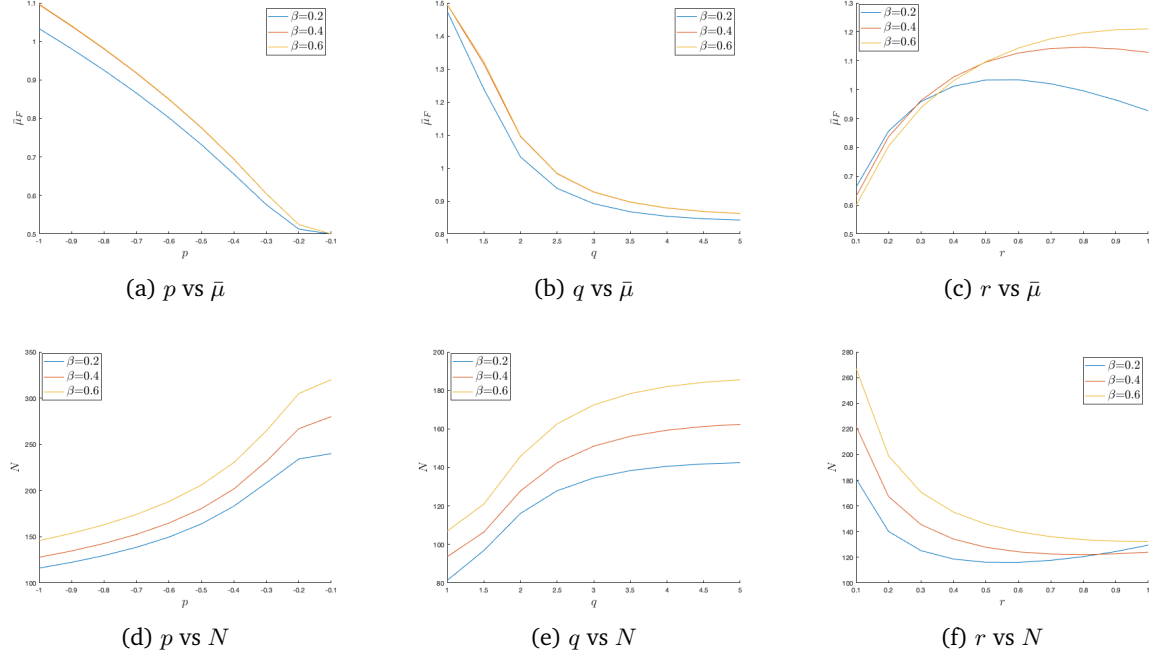 1.1
1
0.9
0.8
0.7
0.6
0.5
μ̄_F
β=0.2
β=0.4
β=0.6
-1 -0.9 -0.8 -0.7 -0.6 -0.5 -0.4 -0.3 -0.2 -0.1
p
(a) p vs μ̄
1.5
1.4
1.3
1.2
1.1
1
0.9
0.8
μ̄_F
β=0.2
β=0.4
β=0.6
1 1.5 2 2.5 3 3.5 4 4.5 5
q
(b) q vs μ̄
1.3
1.2
1.1
1
0.9
0.8
0.7
0.6
0.5
μ̄_F
β=0.2
β=0.4
β=0.6
0.1 0.2 0.3 0.4 0.5 0.6 0.7 0.8 0.9 1
r
(c) r vs μ̄
350
300
250
200
150
100
N
β=0.2
β=0.4
β=0.6
-1 -0.9 -0.8 -0.7 -0.6 -0.5 -0.4 -0.3 -0.2 -0.1
p
(d) p vs N
200
180
160
140
120
100
80
N
β=0.2
β=0.4
β=0.6
1 1.5 2 2.5 3 3.5 4 4.5 5
q
(e) q vs N
280
260
240
220
200
180
160
140
120
100
N
β=0.2
β=0.4
β=0.6
0.1 0.2 0.3 0.4 0.5 0.6 0.7 0.8 0.9 1
r
(f) r vs N